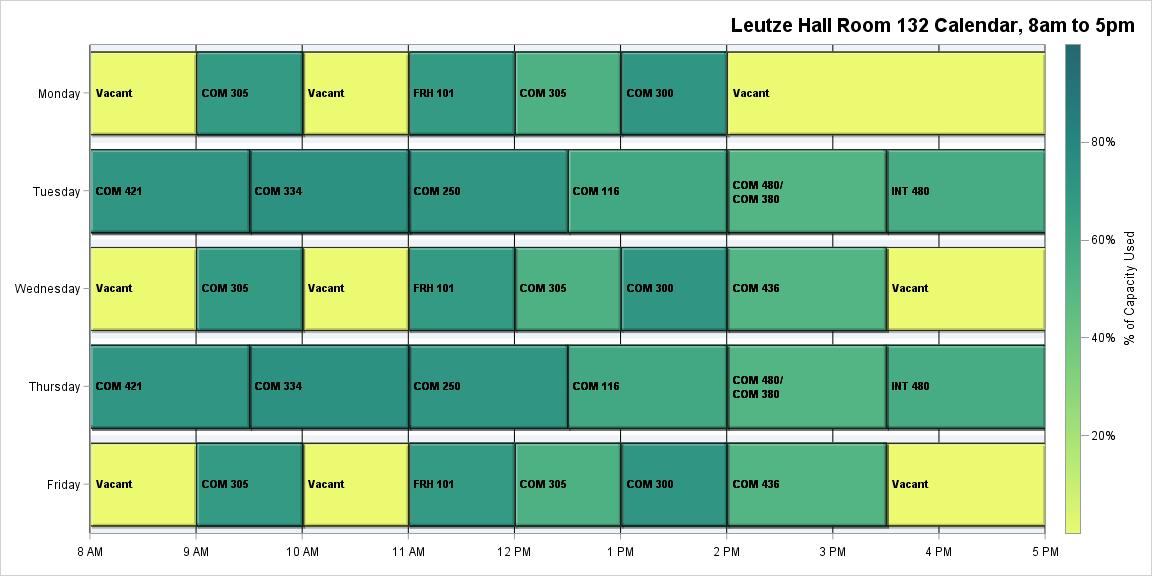 Leutze Hall Room 132 Calendar, 8am to 5pm
Monday
Vacant
COM 305
Vacant
FRH 101
COM 305
COM 300
Vacant
Tuesday
COM 421
COM 334
COM 250
COM 116
COM 480/
COM 380
INT 480
Wednesday
Vacant
COM 305
Vacant
FRH 101
COM 305
COM 300
COM 436
Vacant
Thursday
COM 421
COM 334
COM 250
COM 116
COM 480/
COM 380
INT 480
Friday
Vacant
COM 305
Vacant
FRH 101
COM 305
COM 300
COM 436
Vacant
8 AM
9 AM
10 AM
11 AM
12 PM
1 PM
2 PM
3 PM
4 PM
5 PM
80%
60%
40%
20%
% of Capacity Used